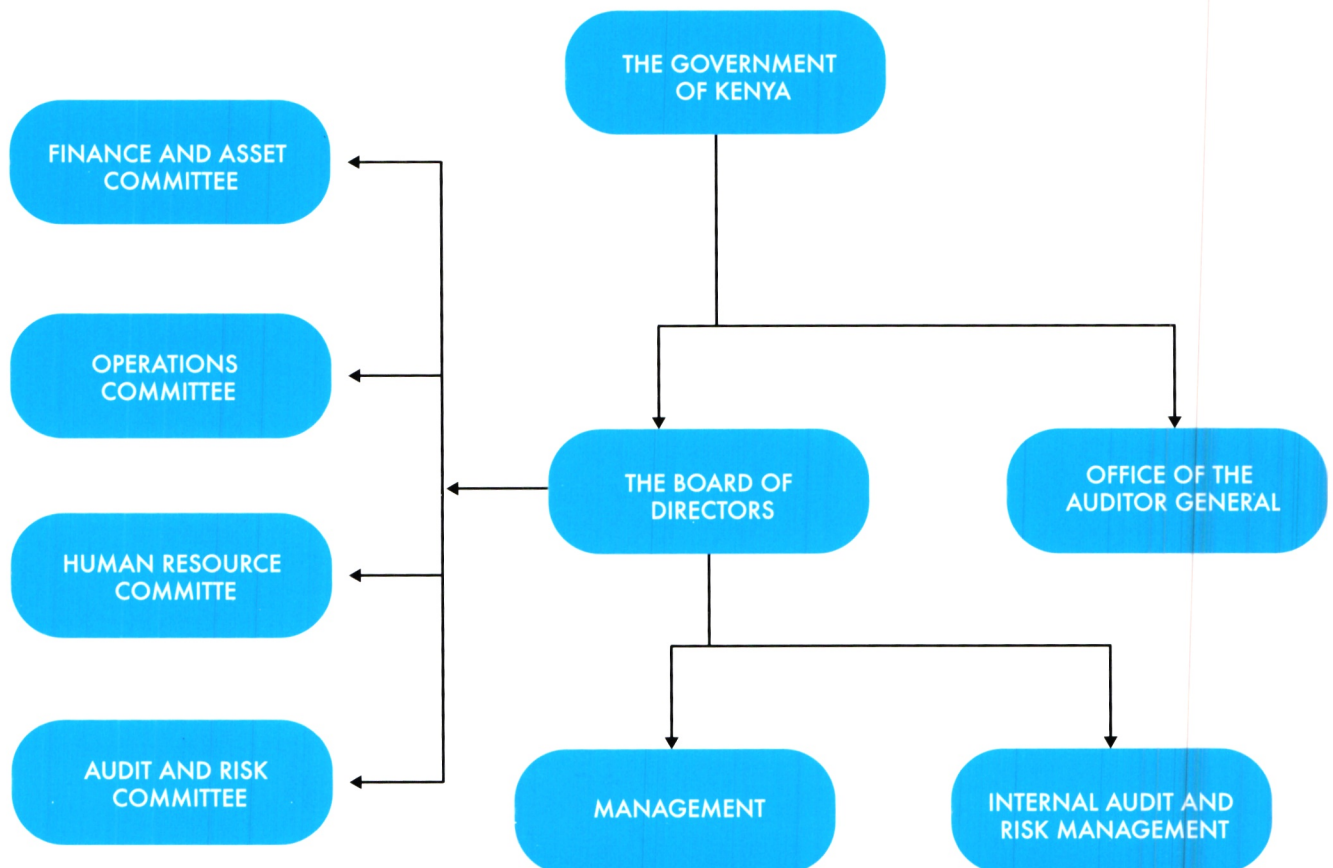 THE GOVERNMENT
OF KENYA
FINANCE AND ASSET
COMMITTEE
OPERATIONS
COMMITTEE
THE BOARD OF
DIRECTORS
OFFICE OF THE
AUDITOR GENERAL
HUMAN RESOURCE
COMMITTE
AUDIT AND RISK
COMMITTEE
MANAGEMENT
INTERNAL AUDIT AND
RISK MANAGEMENT